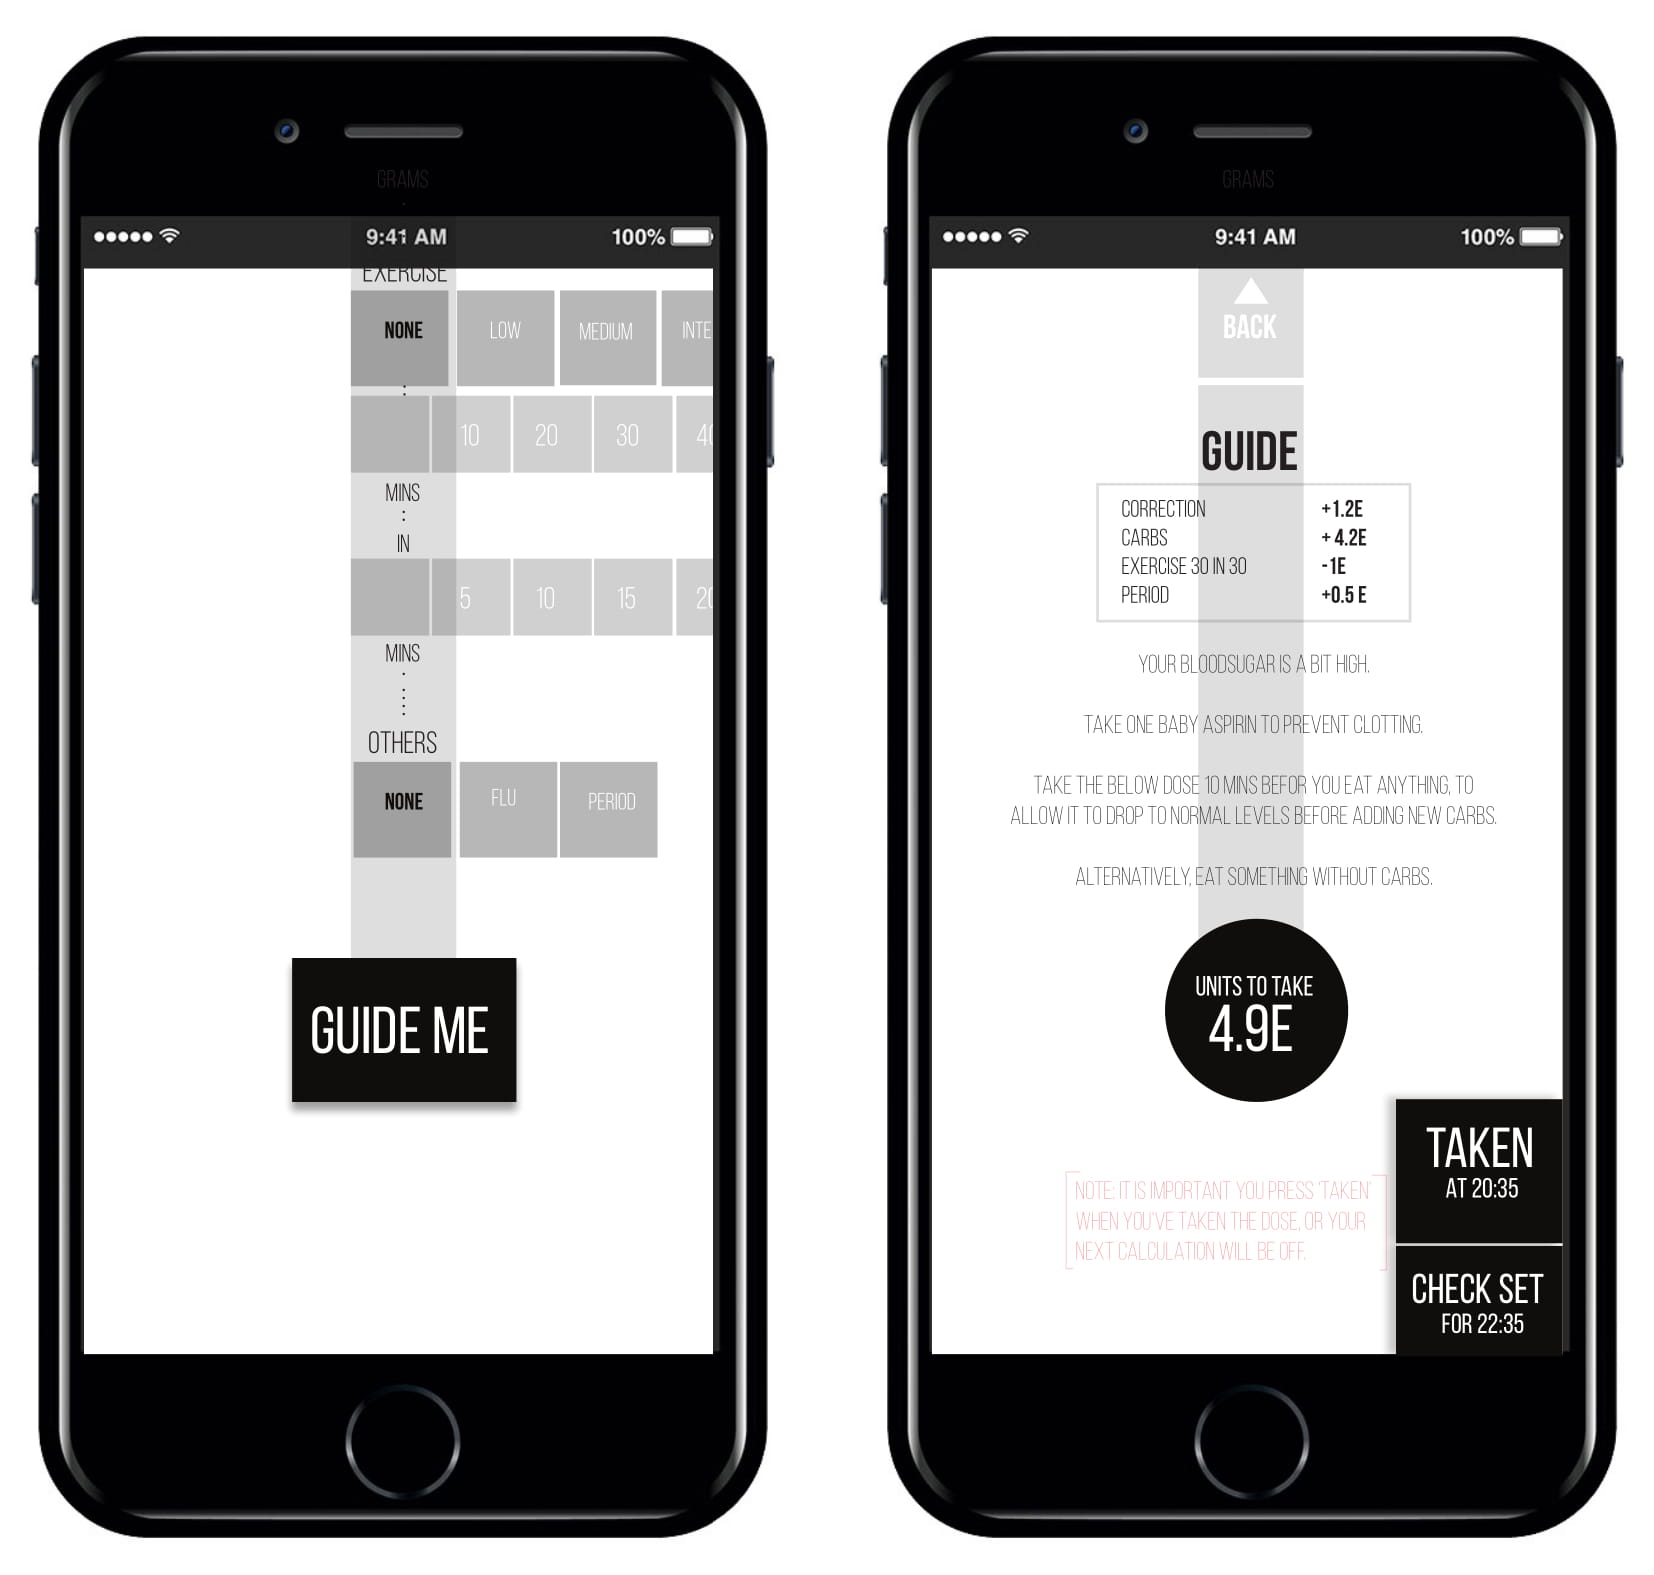 GRAMS
9:41 AM
100%
EXERCISE
NONE LOW MEDIUM INTE
10 20 30 40
MINS
IN
5 10 15 20
MINS
OTHERS
NONE FLU PERIOD
GUIDE ME
GRAMS
9:41 AM
100%
BACK
GUIDE
CORRECTION +1.2E
CARBS + 4.2E
EXERCISE 30 IN 30 -1E
PERIOD +0.5 E
YOUR BLOODSUGAR IS A BIT HIGH.
TAKE ONE BABY ASPIRIN TO PREVENT CLOTTING.
TAKE THE BELOW DOSE 10 MINS BEFOR YOU EAT ANYTHING, TO
ALLOW IT TO DROP TO NORMAL LEVELS BEFORE ADDING NEW CARBS.
ALTERNATIVELY, EAT SOMETHING WITHOUT CARBS.
UNITS TO TAKE
4.9E
NOTE: IT IS IMPORTANT YOU PRESS 'TAKEN'
WHEN YOU'VE TAKEN THE DOSE, OR YOUR
NEXT CALCULATION WILL BE OFF.
TAKEN
AT 20:35
CHECK SET
FOR 22:35